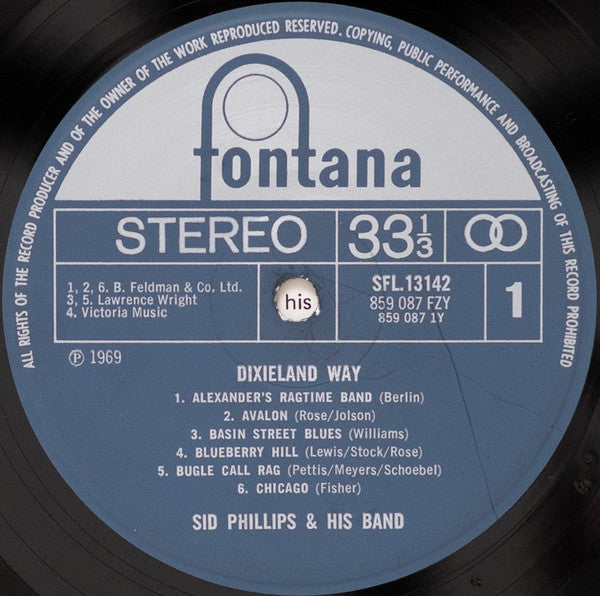 ALL RIGHTS OF THE RECORD PRODUCER AND OF THE OWNER OF THE WORK REPRODUCED RESERVED. COPYING, PUBLIC PERFORMANCE AND BROADCASTING OF THIS RECORD PROHIBITED
fontana
STEREO 33 1/3
1, 2, 6. B. Feldman & Co. Ltd.
3, 5. Lawrence Wright
4. Victoria Music
his
SFL.13142
859 087 FZY
859 087 1Y
1
Ⓟ 1969
DIXIELAND WAY
1. ALEXANDER'S RAGTIME BAND (Berlin)
2. AVALON (Rose/Jolson)
3. BASIN STREET BLUES (Williams)
4. BLUEBERRY HILL (Lewis/Stock/Rose)
5. BUGLE CALL RAG (Pettis/Meyers/Schoebel)
6. CHICAGO (Fisher)
SID PHILLIPS & HIS BAND